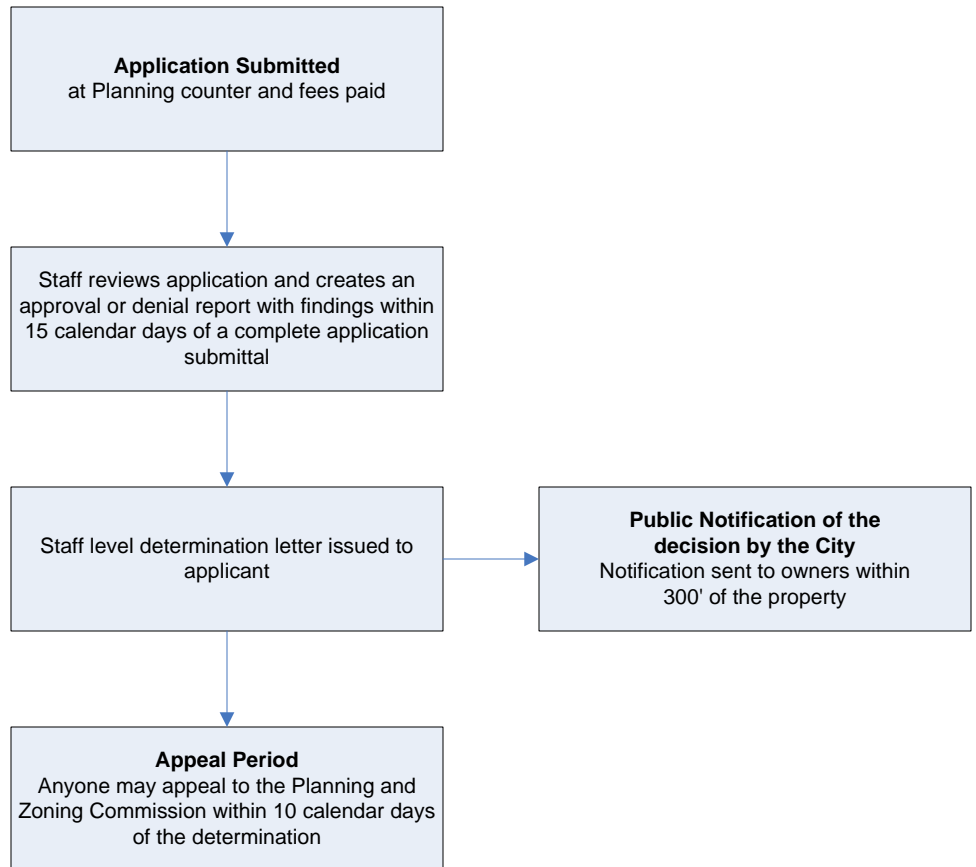 Application Submitted
at Planning counter and fees paid
Staff reviews application and creates an
approval or denial report with findings within
15 calendar days of a complete application
submittal
Staff level determination letter issued to
applicant
Public Notification of the
decision by the City
Notification sent to owners within
300' of the property
Appeal Period
Anyone may appeal to the Planning and
Zoning Commission within 10 calendar days
of the determination